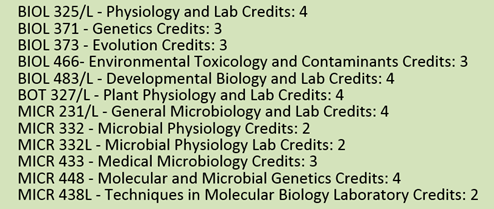 BIOL 325/L - Physiology and Lab Credits: 4
BIOL 371 - Genetics Credits: 3
BIOL 373 - Evolution Credits: 3
BIOL 466- Environmental Toxicology and Contaminants Credits: 3
BIOL 483/L - Developmental Biology and Lab Credits: 4
BOT 327/L - Plant Physiology and Lab Credits: 4
MICR 231/L - General Microbiology and Lab Credits: 4
MICR 332 - Microbial Physiology Credits: 2
MICR 332L - Microbial Physiology Lab Credits: 2
MICR 433 - Medical Microbiology Credits: 3
MICR 448 - Molecular and Microbial Genetics Credits: 4
MICR 438L - Techniques in Molecular Biology Laboratory Credits: 2